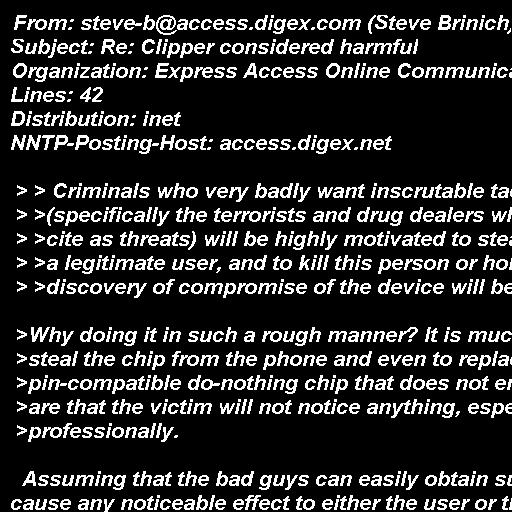 From: steve-b@access.digex.com (Steve Brinich)
Subject: Re: Clipper considered harmful
Organization: Express Access Online Communica
Lines: 42
Distribution: inet
NNTP-Posting-Host: access.digex.net

> > Criminals who very badly want inscrutable tac
> >(specifically the terrorists and drug dealers wh
> >cite as threats) will be highly motivated to stea
> >a legitimate user, and to kill this person or hol
> >discovery of compromise of the device will be

>Why doing it in such a rough manner? It is muc
>steal the chip from the phone and even to replac
>pin-compatible do-nothing chip that does not en
>are that the victim will not notice anything, espe
>professionally.

Assuming that the bad guys can easily obtain su
cause any noticeable effect to either the user or t